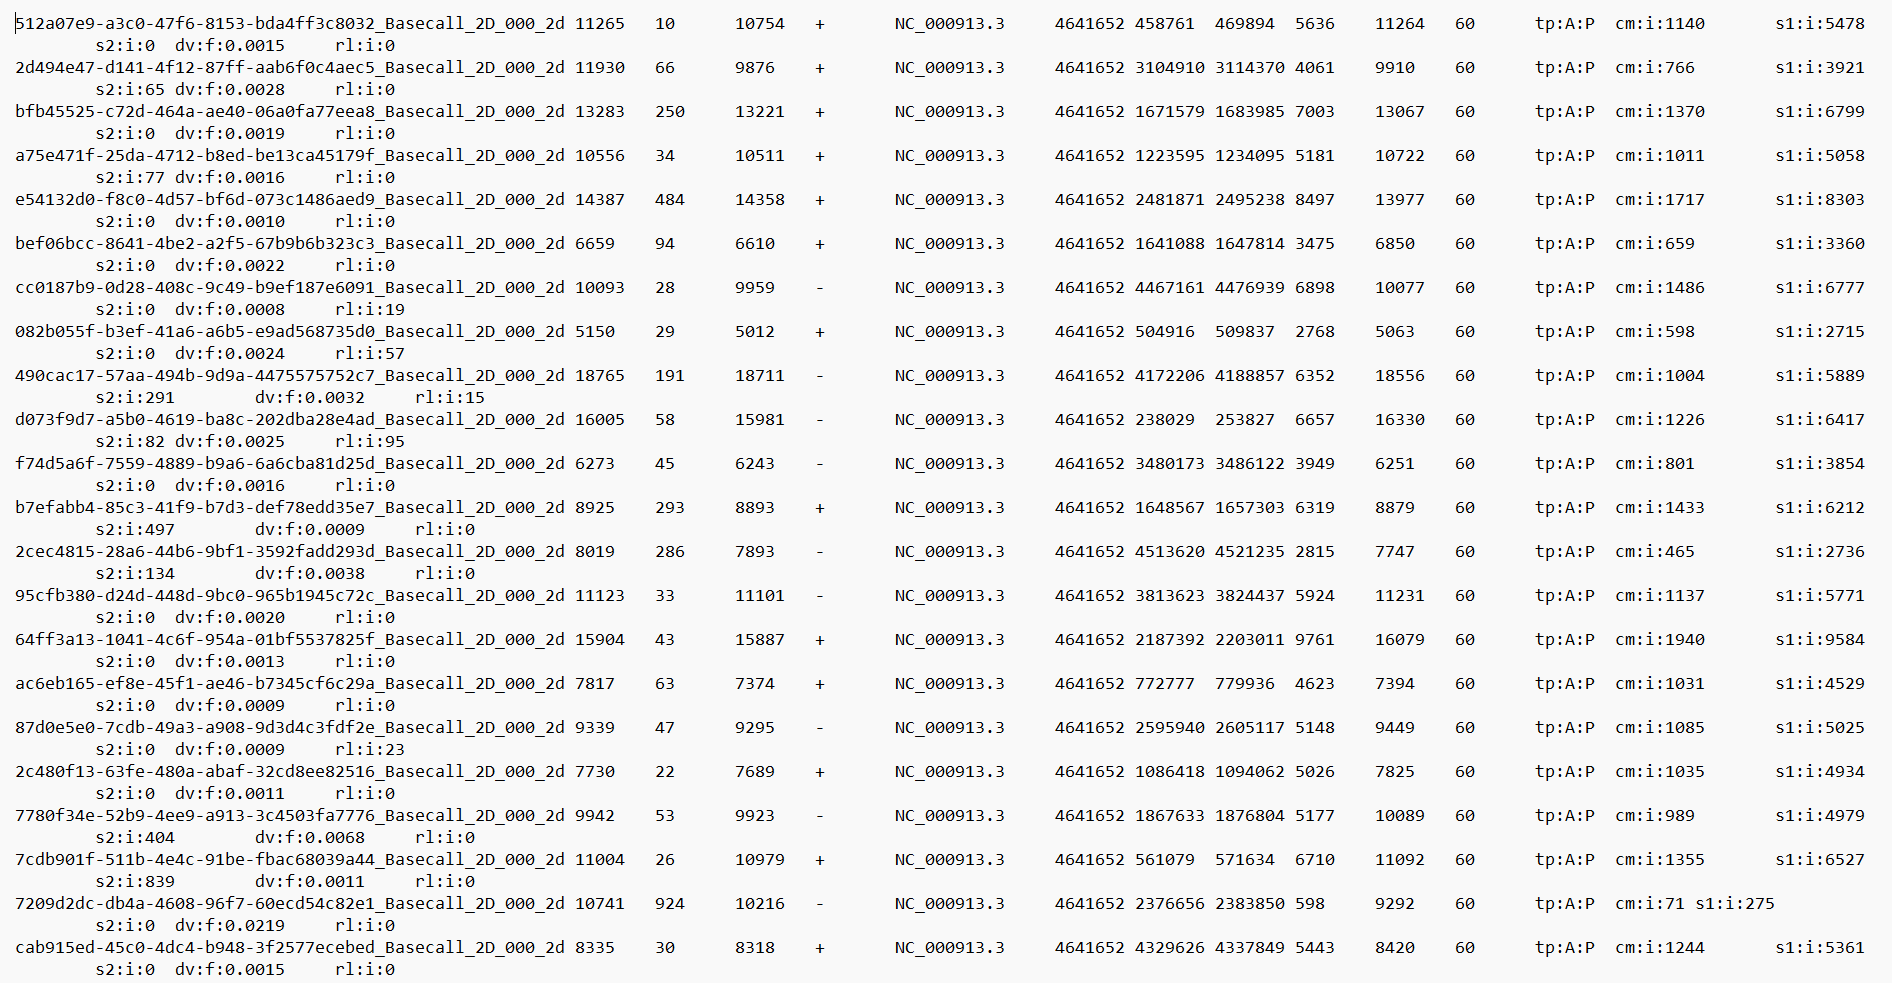 512a07e9-a3c0-47f6-8153-bda4ff3c8032_Basecall_2D_000_2d 11265 10 10754 + NC_000913.3 4641652 458761 469894 5636 11264 60 tp:A:P cm:i:1140 s1:i:5478
s2:i:0 dv:f:0.0015 rl:i:0
2d494e47-d141-4f12-87ff-aab6f0c4aec5_Basecall_2D_000_2d 11930 66 9876 + NC_000913.3 4641652 3104910 3114370 4061 9910 60 tp:A:P cm:i:766 s1:i:3921
s2:i:65 dv:f:0.0028 rl:i:0
bfb45525-c72d-464a-ae40-06a0fa77eea8_Basecall_2D_000_2d 13283 250 13221 + NC_000913.3 4641652 1671579 1683985 7003 13067 60 tp:A:P cm:i:1370 s1:i:6799
s2:i:0 dv:f:0.0019 rl:i:0
a75e471f-25da-4712-b8ed-be13ca45179f_Basecall_2D_000_2d 10556 34 10511 + NC_000913.3 4641652 1223595 1234095 5181 10722 60 tp:A:P cm:i:1011 s1:i:5058
s2:i:77 dv:f:0.0016 rl:i:0
e54132d0-f8c0-4d57-bf6d-073c1486aed9_Basecall_2D_000_2d 14387 484 14358 + NC_000913.3 4641652 2481871 2495238 8497 13977 60 tp:A:P cm:i:1717 s1:i:8303
s2:i:0 dv:f:0.0010 rl:i:0
bef06bcc-8641-4be2-a2f5-67b9b6b323c3_Basecall_2D_000_2d 6659 94 6610 + NC_000913.3 4641652 1641088 1647814 3475 6850 60 tp:A:P cm:i:659 s1:i:3360
s2:i:0 dv:f:0.0022 rl:i:0
cc0187b9-0d28-408c-9c49-b9ef187e6091_Basecall_2D_000_2d 10093 28 9959 - NC_000913.3 4641652 4467161 4476939 6898 10077 60 tp:A:P cm:i:1486 s1:i:6777
s2:i:0 dv:f:0.0008 rl:i:19
082b055f-b3ef-41a6-a6b5-e9ad568735d0_Basecall_2D_000_2d 5150 29 5012 + NC_000913.3 4641652 504916 509837 2768 5063 60 tp:A:P cm:i:598 s1:i:2715
s2:i:0 dv:f:0.0024 rl:i:57
490cac17-57aa-494b-9d9a-4475575752c7_Basecall_2D_000_2d 18765 191 18711 - NC_000913.3 4641652 4172206 4188857 6352 18556 60 tp:A:P cm:i:1004 s1:i:5889
s2:i:291 dv:f:0.0032 rl:i:15
d073f9d7-a5b0-4619-ba8c-202dba28e4ad_Basecall_2D_000_2d 16005 58 15981 - NC_000913.3 4641652 238029 253827 6657 16330 60 tp:A:P cm:i:1226 s1:i:6417
s2:i:82 dv:f:0.0025 rl:i:95
f74d5a6f-7559-4889-b9a6-6a6cba81d25d_Basecall_2D_000_2d 6273 45 6243 - NC_000913.3 4641652 3480173 3486122 3949 6251 60 tp:A:P cm:i:801 s1:i:3854
s2:i:0 dv:f:0.0016 rl:i:0
b7efabb4-85c3-41f9-b7d3-def78edd35e7_Basecall_2D_000_2d 8925 293 8893 + NC_000913.3 4641652 1648567 1657303 6319 8879 60 tp:A:P cm:i:1433 s1:i:6212
s2:i:497 dv:f:0.0009 rl:i:0
2cec4815-28a6-44b6-9bf1-3592fadd293d_Basecall_2D_000_2d 8019 286 7893 - NC_000913.3 4641652 4513620 4521235 2815 7747 60 tp:A:P cm:i:465 s1:i:2736
s2:i:134 dv:f:0.0038 rl:i:0
95cfb380-d24d-448d-9bc0-965b1945c72c_Basecall_2D_000_2d 11123 33 11101 - NC_000913.3 4641652 3813623 3824437 5924 11231 60 tp:A:P cm:i:1137 s1:i:5771
s2:i:0 dv:f:0.0020 rl:i:0
64ff3a13-1041-4c6f-954a-01bf5537825f_Basecall_2D_000_2d 15904 43 15887 + NC_000913.3 4641652 2187392 2203011 9761 16079 60 tp:A:P cm:i:1940 s1:i:9584
s2:i:0 dv:f:0.0013 rl:i:0
ac6eb165-ef8e-45f1-ae46-b7345cf6c29a_Basecall_2D_000_2d 7817 63 7374 + NC_000913.3 4641652 772777 779936 4623 7394 60 tp:A:P cm:i:1031 s1:i:4529
s2:i:0 dv:f:0.0009 rl:i:0
87d0e5e0-7cdb-49a3-a908-9d3d4c3fdf2e_Basecall_2D_000_2d 9339 47 9295 - NC_000913.3 4641652 2595940 2605117 5148 9449 60 tp:A:P cm:i:1085 s1:i:5025
s2:i:0 dv:f:0.0009 rl:i:23
2c480f13-63fe-480a-abaf-32cd8ee82516_Basecall_2D_000_2d 7730 22 7689 + NC_000913.3 4641652 1086418 1094062 5026 7825 60 tp:A:P cm:i:1035 s1:i:4934
s2:i:0 dv:f:0.0011 rl:i:0
7780f34e-52b9-4ee9-a913-3c4503fa7776_Basecall_2D_000_2d 9942 53 9923 - NC_000913.3 4641652 1867633 1876804 5177 10089 60 tp:A:P cm:i:989 s1:i:4979
s2:i:404 dv:f:0.0068 rl:i:0
7cdb901f-511b-4e4c-91be-fbac68039a44_Basecall_2D_000_2d 11004 26 10979 + NC_000913.3 4641652 561079 571634 6710 11092 60 tp:A:P cm:i:1355 s1:i:6527
s2:i:839 dv:f:0.0011 rl:i:0
7209d2dc-db4a-4608-96f7-60ecd54c82e1_Basecall_2D_000_2d 10741 924 10216 - NC_000913.3 4641652 2376656 2383850 598 9292 60 tp:A:P cm:i:71 s1:i:275
s2:i:0 dv:f:0.0219 rl:i:0
cab915ed-45c0-4dc4-b948-3f2577ecebed_Basecall_2D_000_2d 8335 30 8318 + NC_000913.3 4641652 4329626 4337849 5443 8420 60 tp:A:P cm:i:1244 s1:i:5361
s2:i:0 dv:f:0.0015 rl:i:0